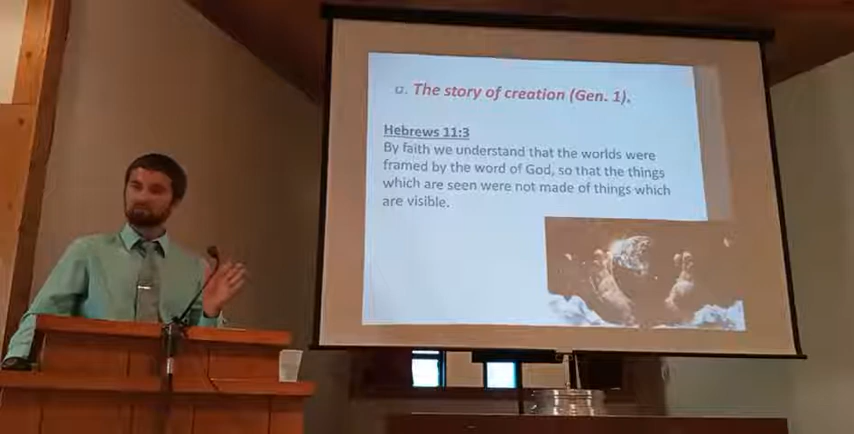 a. The story of creation (Gen. 1).
Hebrews 11:3
By faith we understand that the worlds were
framed by the word of God, so that the things
which are seen were not made of things which
are visible.